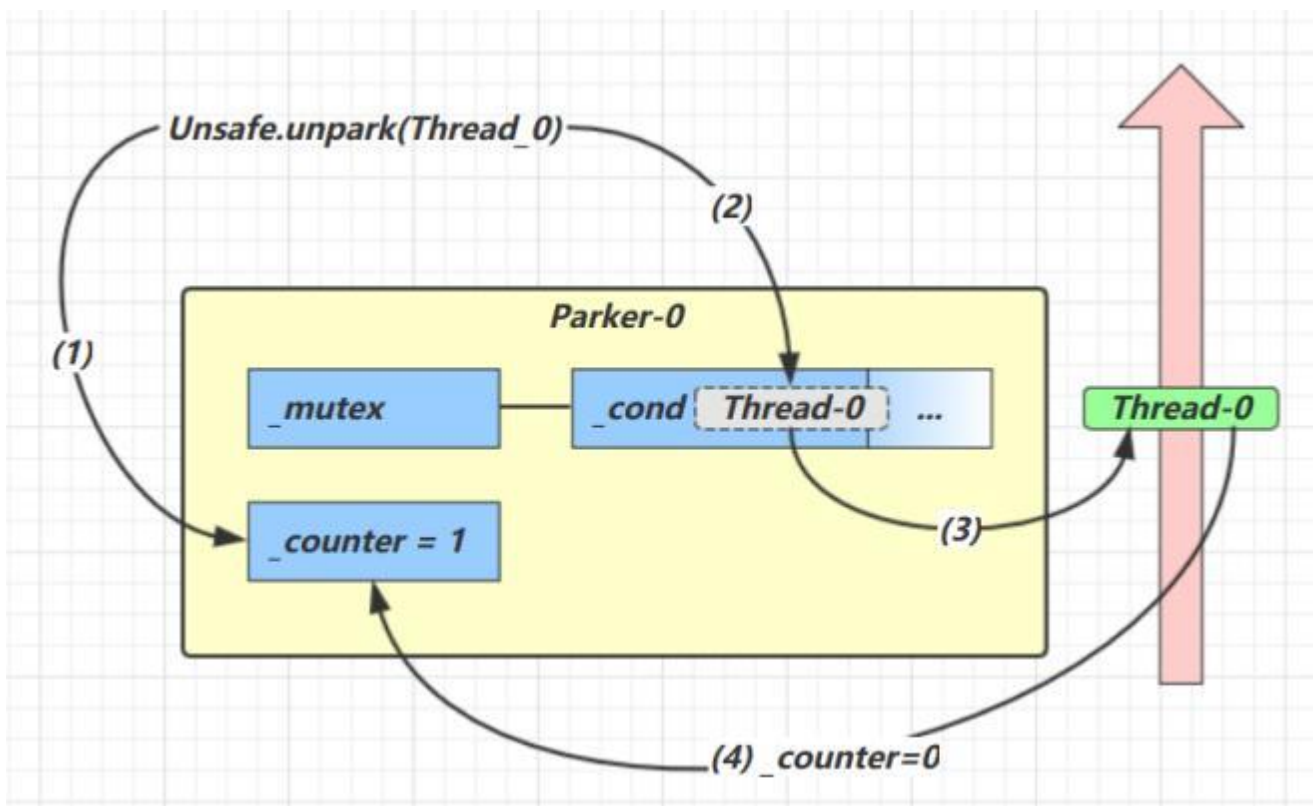 Unsafe.unpark(Thread_0)
(2)
Parker-0
(1)
_mutex
_cond
Thread-0
...
Thread-0
_counter = 1
(3)
(4)_counter=0